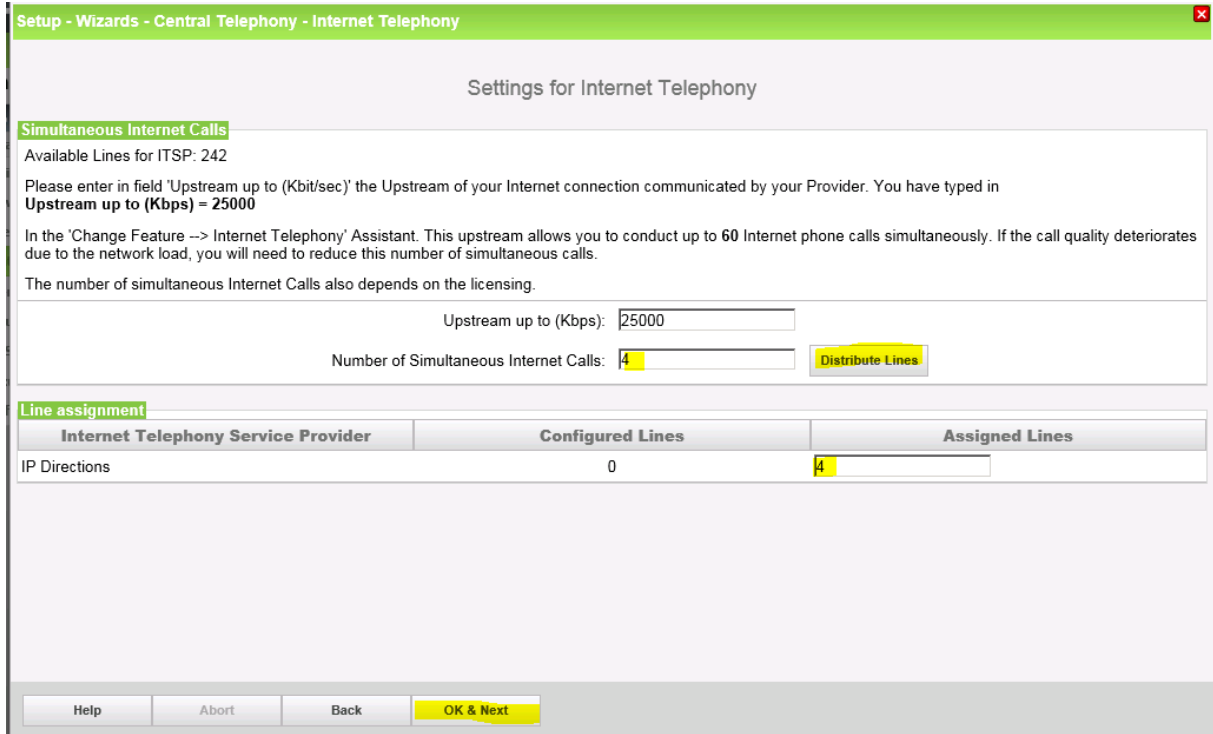 Setup - Wizards - Central Telephony - Internet Telephony
Settings for Internet Telephony
Simultaneous Internet Calls
Available Lines for ITSP: 242
Please enter in field 'Upstream up to (Kbit/sec)' the Upstream of your Internet connection communicated by your Provider. You have typed in
Upstream up to (Kbps) = 25000
In the 'Change Feature --> Internet Telephony' Assistant. This upstream allows you to conduct up to 60 Internet phone calls simultaneously. If the call quality deteriorates
due to the network load, you will need to reduce this number of simultaneous calls.
The number of simultaneous Internet Calls also depends on the licensing.
Upstream up to (Kbps): 25000
Number of Simultaneous Internet Calls: 4 Distribute Lines
Line assignment
Internet Telephony Service Provider Configured Lines Assigned Lines
IP Directions 0 4
Help Abort Back OK & Next